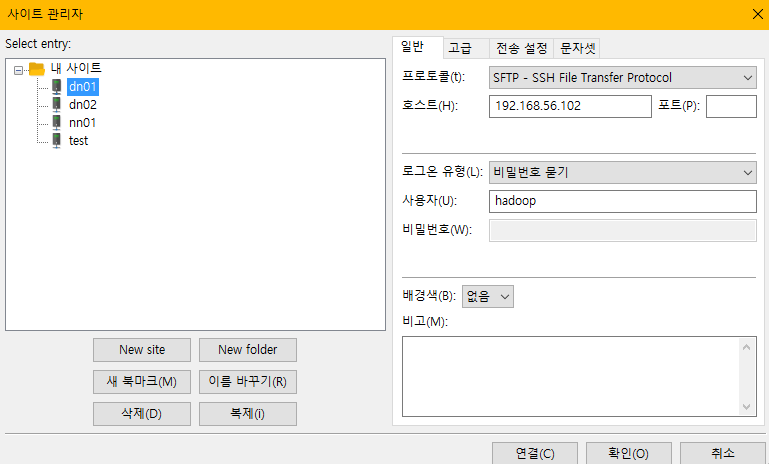 사이트 관리자
Select entry:
내 사이트
dn01
dn02
nn01
test
New site New folder
새 북마크(M) 이름 바꾸기(R)
삭제(D) 복제(i)
일반 고급 전송 설정 문자셋
프로토콜(t): SFTP - SSH File Transfer Protocol
호스트(H): 192.168.56.102 포트(P):
로그온 유형(L): 비밀번호 묻기
사용자(U): hadoop
비밀번호(W):
배경색(B): 없음
비고(M):
연결(C) 확인(O) 취소